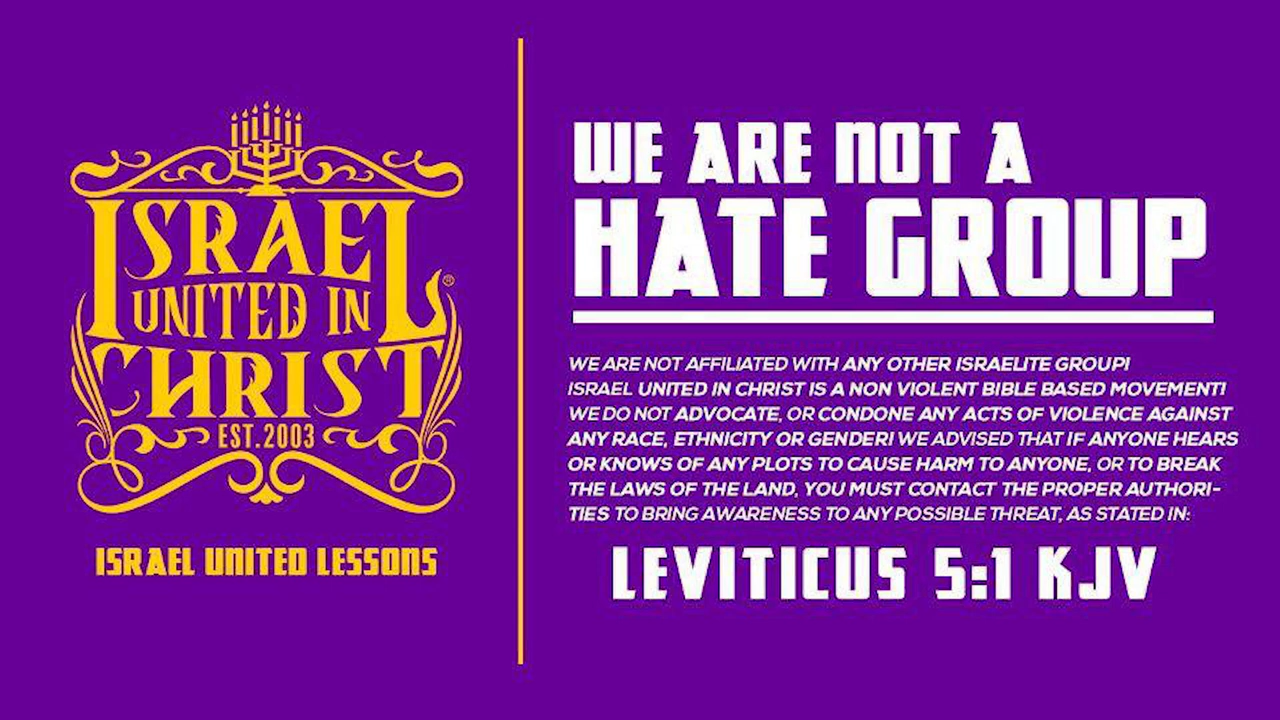 ISRAEL
UNITED IN
CHRIST
EST.2003
ISRAEL UNITED LESSONS
WE ARE NOT A
HATE GROUP
WE ARE NOT AFFILIATED WITH ANY OTHER ISRAELITE GROUP!
ISRAEL UNITED IN CHRIST IS A NON VIOLENT BIBLE BASED MOVEMENT!
WE DO NOT ADVOCATE, OR CONDONE ANY ACTS OF VIOLENCE AGAINST
ANY RACE, ETHNICITY OR GENDER! WE ADVISED THAT IF ANYONE HEARS
OR KNOWS OF ANY PLOTS TO CAUSE HARM TO ANYONE, OR TO BREAK
THE LAWS OF THE LAND, YOU MUST CONTACT THE PROPER AUTHORI-
TIES TO BRING AWARENESS TO ANY POSSIBLE THREAT, AS STATED IN:
LEVITICUS 5:1 KJV